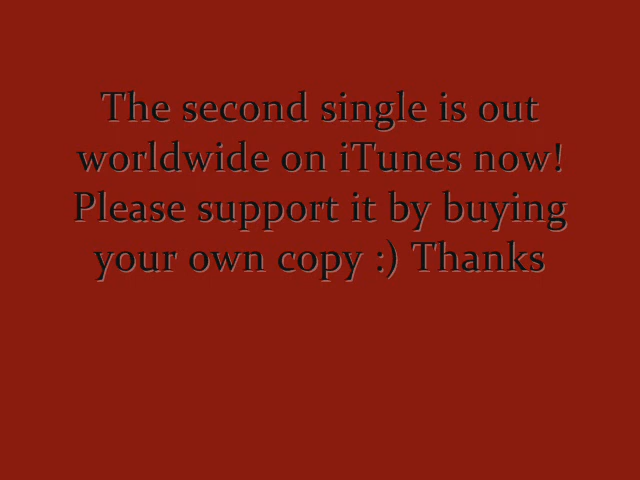 The second single is out
worldwide on iTunes now!
Please support it by buying
your own copy :) Thanks